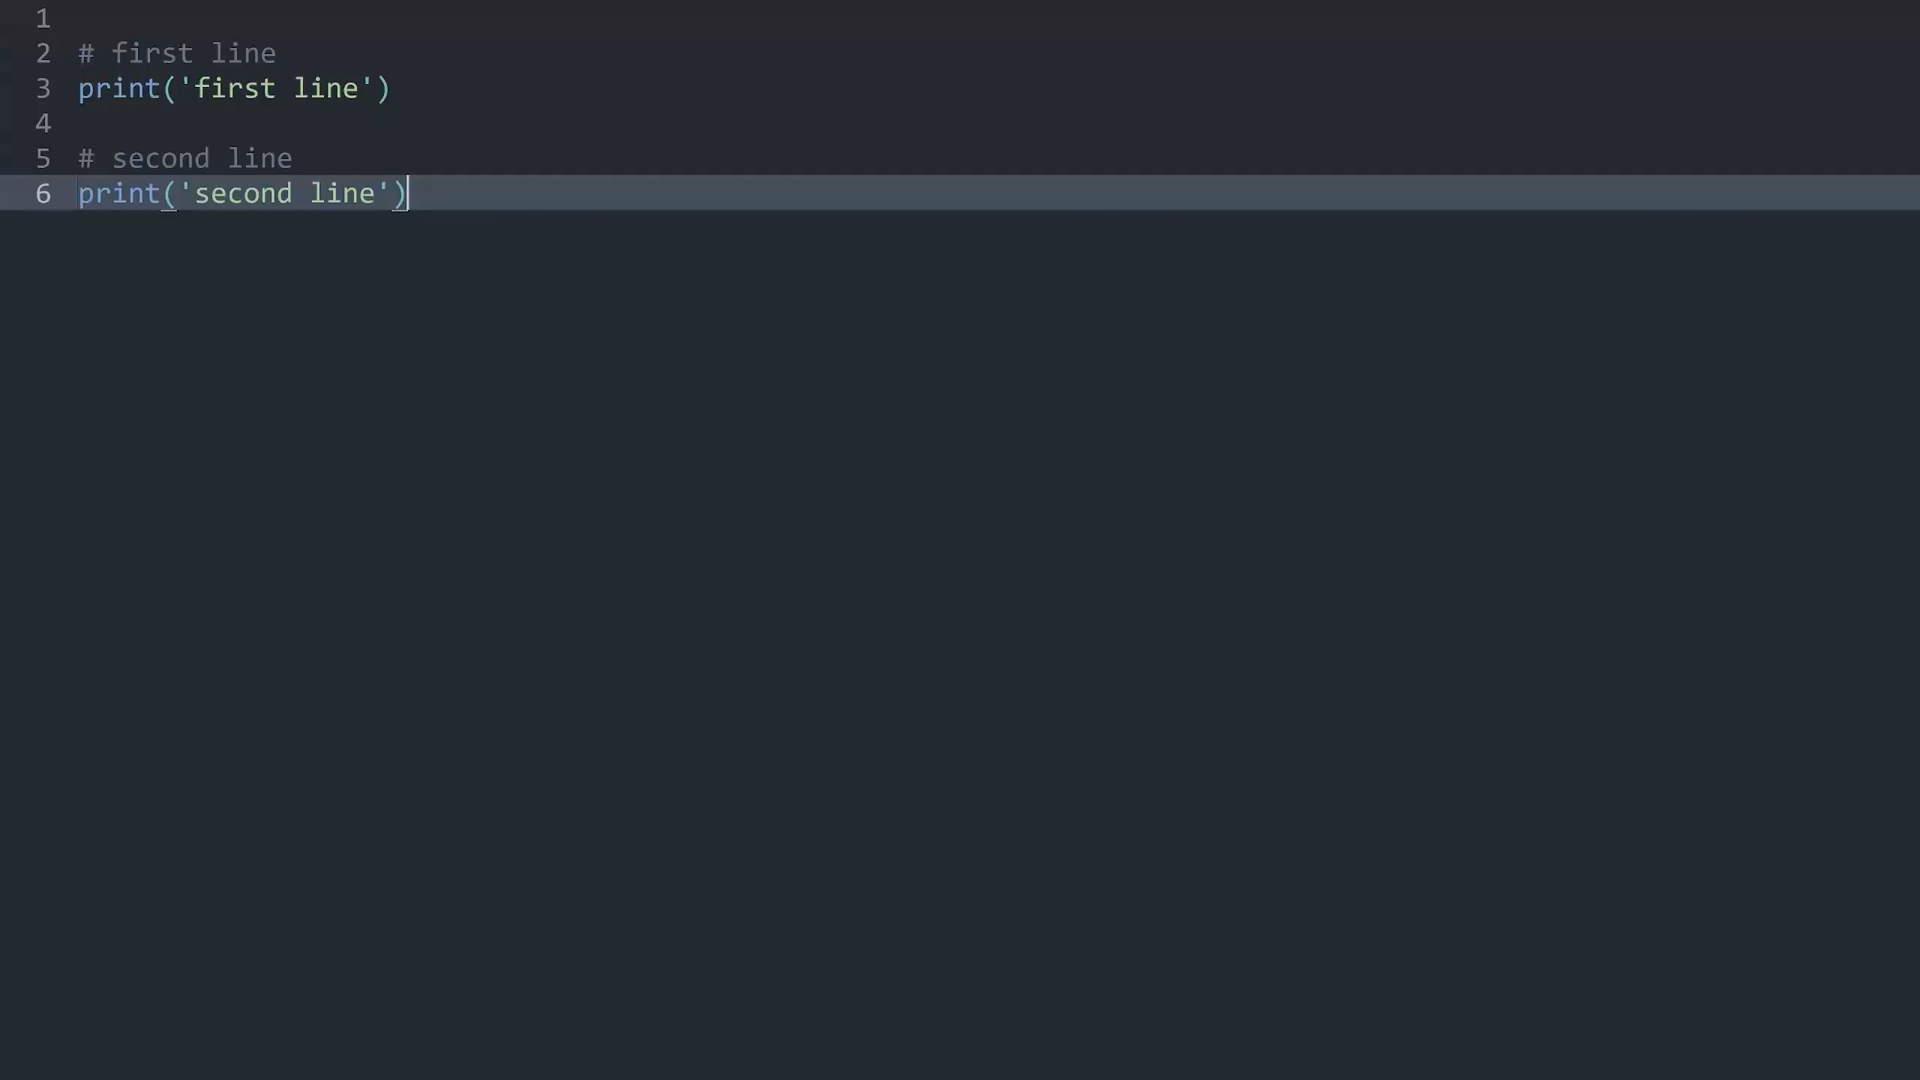 1
2 # first line
3 print('first line')
4
5 # second line
6 print('second line')